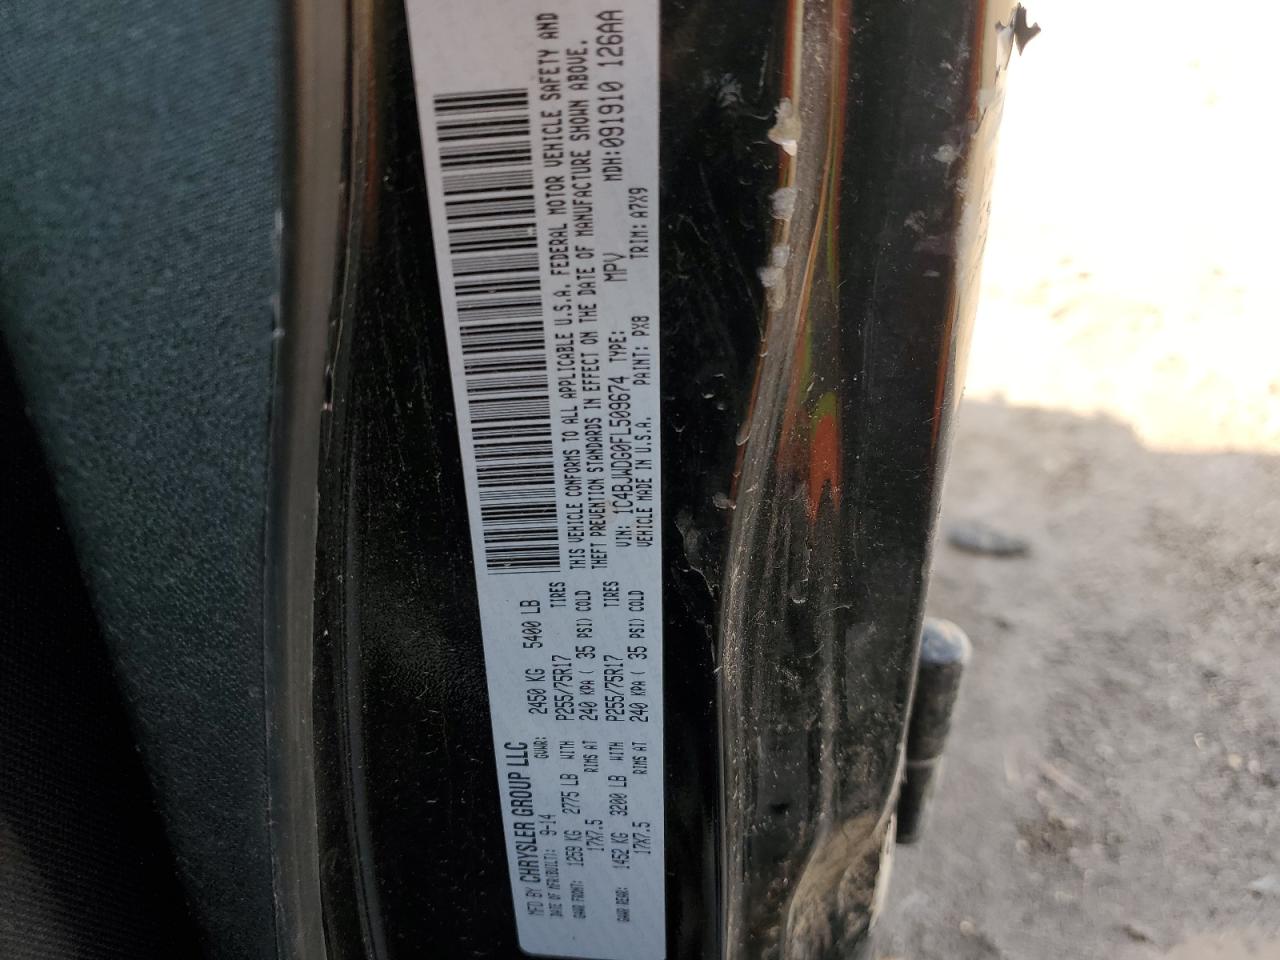 MFD BY CHRYSLER GROUP LLC
DATE OF MFR(BUILT): 9-14 GVWR: 2450 KG 5400 LB
GAWR FRONT: 1259 KG 2775 LB WITH P255/75R17 TIRES
17X7.5 RIMS AT 240 KPA ( 35 PSI) COLD
GAWR REAR: 1452 KG 3200 LB WITH P255/75R17 TIRES
17X7.5 RIMS AT 240 KPA ( 35 PSI) COLD
THIS VEHICLE CONFORMS TO ALL APPLICABLE U.S.A. FEDERAL MOTOR VEHICLE SAFETY AND
THEFT PREVENTION STANDARDS IN EFFECT ON THE DATE OF MANUFACTURE SHOWN ABOVE.
VIN: 1C4BJWDG0FL509674 TYPE: MPV MDH:091910 126AA
VEHICLE MADE IN U.S.A. PAINT: PX8 TRIM: A7X9